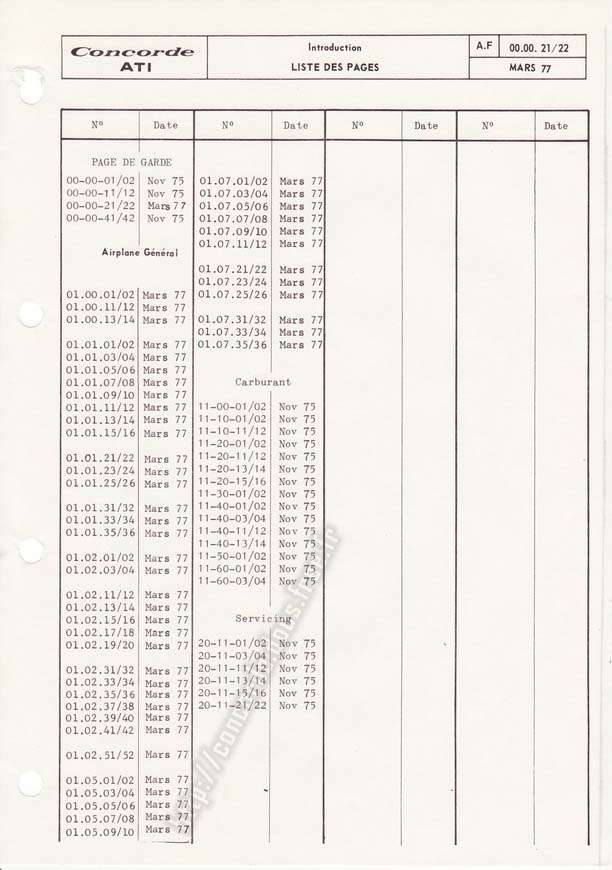 Concorde
ATI
Introduction
LISTE DES PAGES
A.F
00.00. 21/22
MARS 77
N° Date N° Date N° Date N° Date
PAGE DE GARDE
00-00-01/02 Nov 75
00-00-11/12 Nov 75
00-00-21/22 Mars 77
00-00-41/42 Nov 75
Airplane Général
01.00.01/02 Mars 77
01.00.11/12 Mars 77
01.00.13/14 Mars 77
01.01.01/02 Mars 77
01.01.03/04 Mars 77
01.01.05/06 Mars 77
01.01.07/08 Mars 77
01.01.09/10 Mars 77
01.01.11/12 Mars 77
01.01.13/14 Mars 77
01.01.15/16 Mars 77
01.01.21/22 Mars 77
01.01.23/24 Mars 77
01.01.25/26 Mars 77
01.01.31/32 Mars 77
01.01.33/34 Mars 77
01.01.35/36 Mars 77
01.02.01/02 Mars 77
01.02.03/04 Mars 77
01.02.11/12 Mars 77
01.02.13/14 Mars 77
01.02.15/16 Mars 77
01.02.17/18 Mars 77
01.02.19/20 Mars 77
01.02.31/32 Mars 77
01.02.33/34 Mars 77
01.02.35/36 Mars 77
01.02.37/38 Mars 77
01.02.39/40 Mars 77
01.02.41/42 Mars 77
01.02.51/52 Mars 77
01.05.01/02 Mars 77
01.05.03/04 Mars 77
01.05.05/06 Mars 77
01.05.07/08 Mars 77
01.05.09/10 Mars 77
01.07.01/02 Mars 77
01.07.03/04 Mars 77
01.07.05/06 Mars 77
01.07.07/08 Mars 77
01.07.09/10 Mars 77
01.07.11/12 Mars 77
01.07.21/22 Mars 77
01.07.23/24 Mars 77
01.07.25/26 Mars 77
01.07.31/32 Mars 77
01.07.33/34 Mars 77
01.07.35/36 Mars 77
Carburant
11-00-01/02 Nov 75
11-10-01/02 Nov 75
11-10-11/12 Nov 75
11-20-01/02 Nov 75
11-20-11/12 Nov 75
11-20-13/14 Nov 75
11-20-15/16 Nov 75
11-30-01/02 Nov 75
11-40-01/02 Nov 75
11-40-03/04 Nov 75
11-40-11/12 Nov 75
11-40-13/14 Nov 75
11-50-01/02 Nov 75
11-60-01/02 Nov 75
11-60-03/04 Nov 75
Servicing
20-11-01/02 Nov 75
20-11-03/04 Nov 75
20-11-11/12 Nov 75
20-11-13/14 Nov 75
20-11-15/16 Nov 75
20-11-21/22 Nov 75